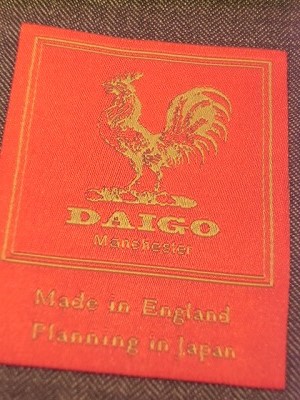 DAIGO
Manchester
Made in England
Planning in Japan